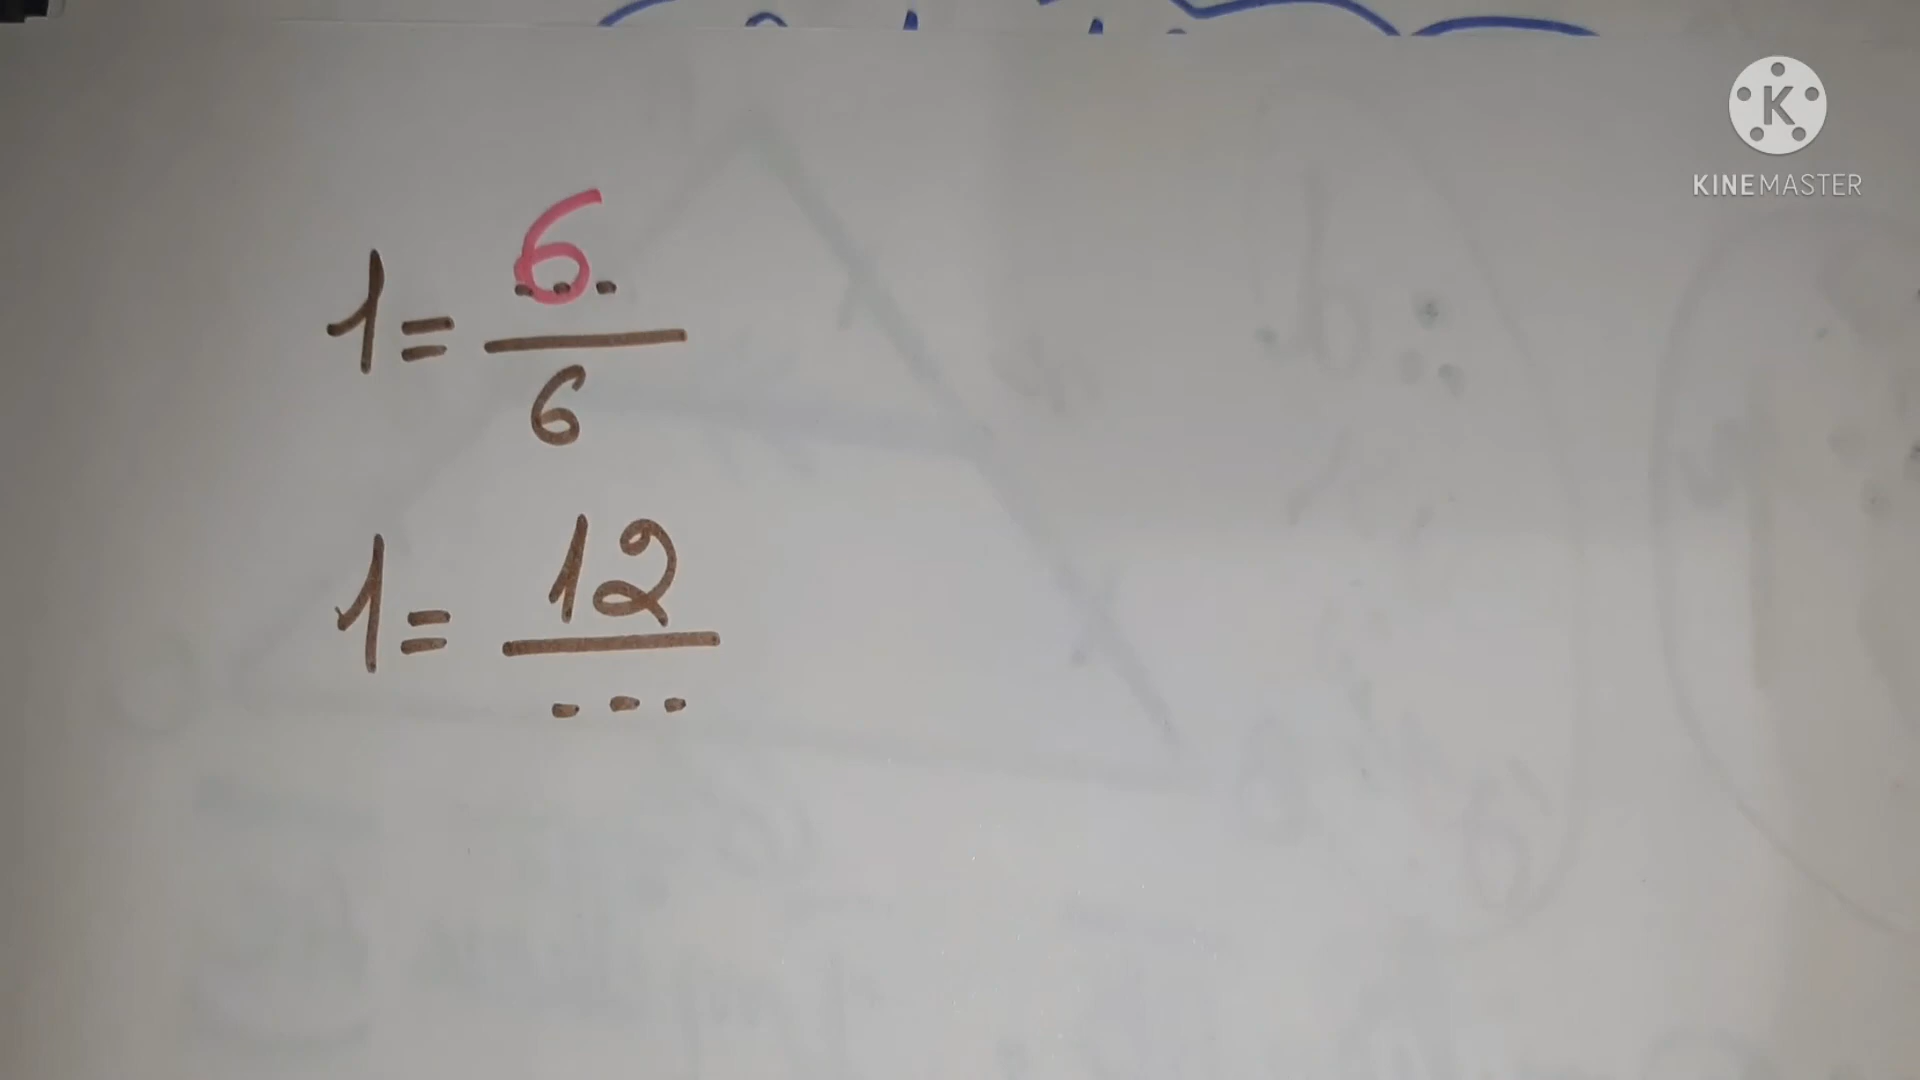 KINEMASTER
1 = 6... / 6
1 = 12 / ...